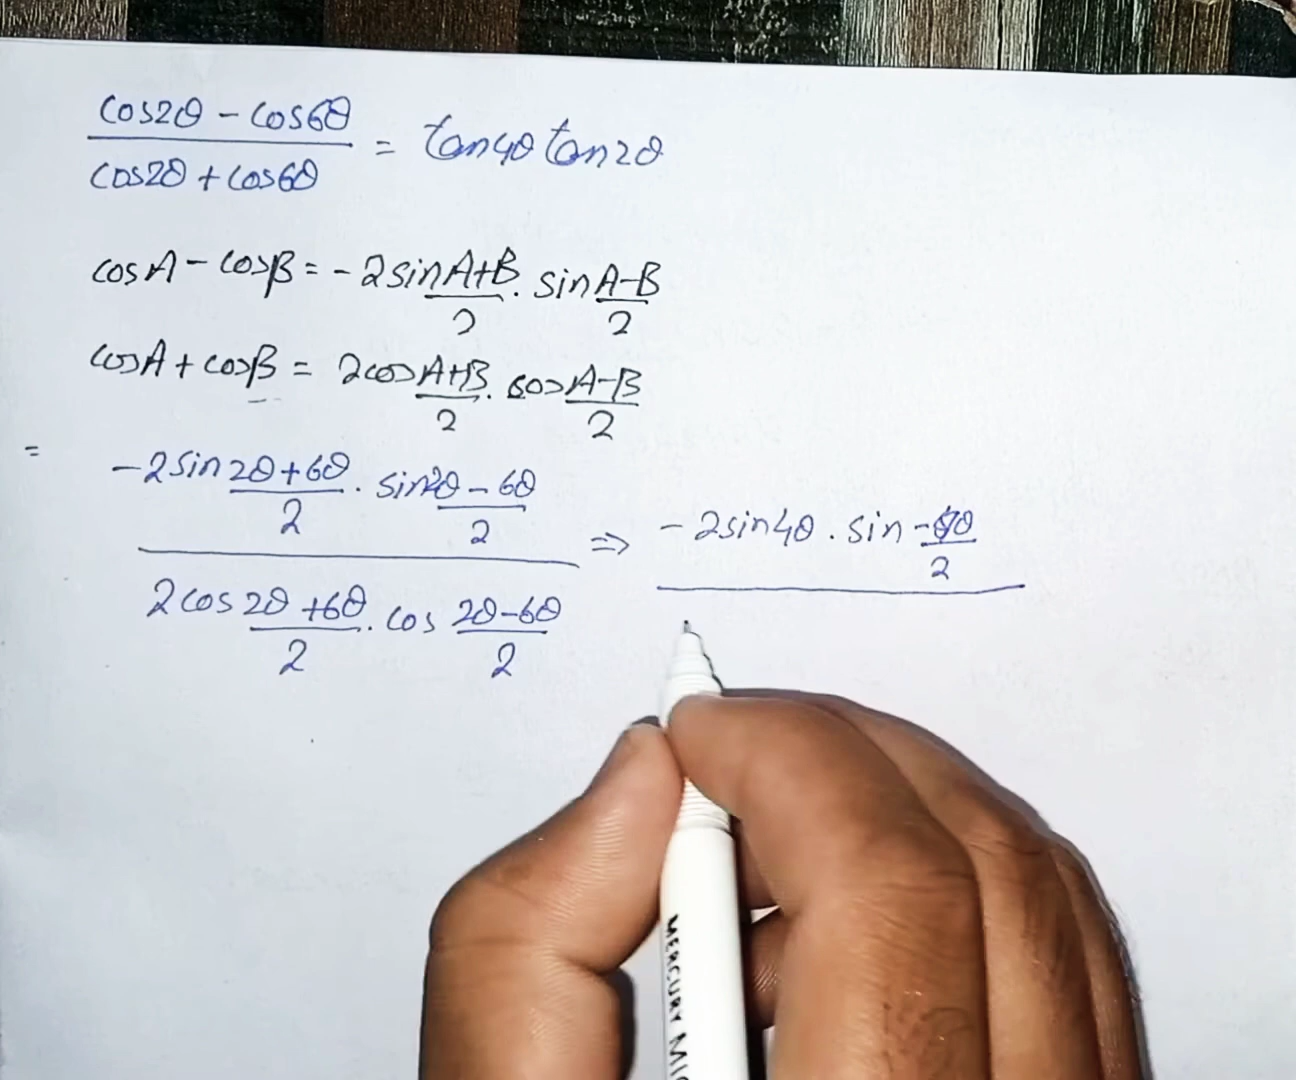 cos2θ - cos6θ
cos2θ + cos6θ
= tan4θ tan2θ
cosA - cosB = -2sin A+B/2 . sin A-B/2
cosA + cosB = 2cos A+B/2 . cos A-B/2
=
-2sin 2θ+6θ/2 . sin 2θ-6θ/2
2cos 2θ+6θ/2 . cos 2θ-6θ/2
⇒ -2sin4θ . sin
2
MERCURY